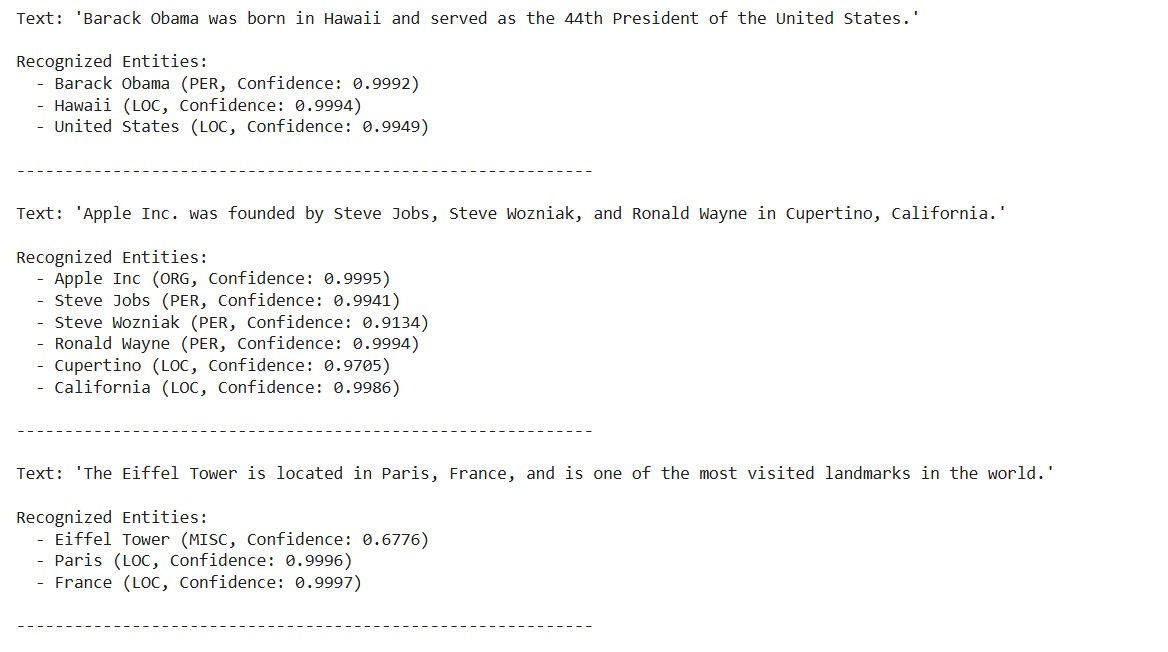 Text: 'Barack Obama was born in Hawaii and served as the 44th President of the United States.'
Recognized Entities:
- Barack Obama (PER, Confidence: 0.9992)
- Hawaii (LOC, Confidence: 0.9994)
- United States (LOC, Confidence: 0.9949)
------------------------------------------------------------
Text: 'Apple Inc. was founded by Steve Jobs, Steve Wozniak, and Ronald Wayne in Cupertino, California.'
Recognized Entities:
- Apple Inc (ORG, Confidence: 0.9995)
- Steve Jobs (PER, Confidence: 0.9941)
- Steve Wozniak (PER, Confidence: 0.9134)
- Ronald Wayne (PER, Confidence: 0.9994)
- Cupertino (LOC, Confidence: 0.9705)
- California (LOC, Confidence: 0.9986)
------------------------------------------------------------
Text: 'The Eiffel Tower is located in Paris, France, and is one of the most visited landmarks in the world.'
Recognized Entities:
- Eiffel Tower (MISC, Confidence: 0.6776)
- Paris (LOC, Confidence: 0.9996)
- France (LOC, Confidence: 0.9997)
------------------------------------------------------------